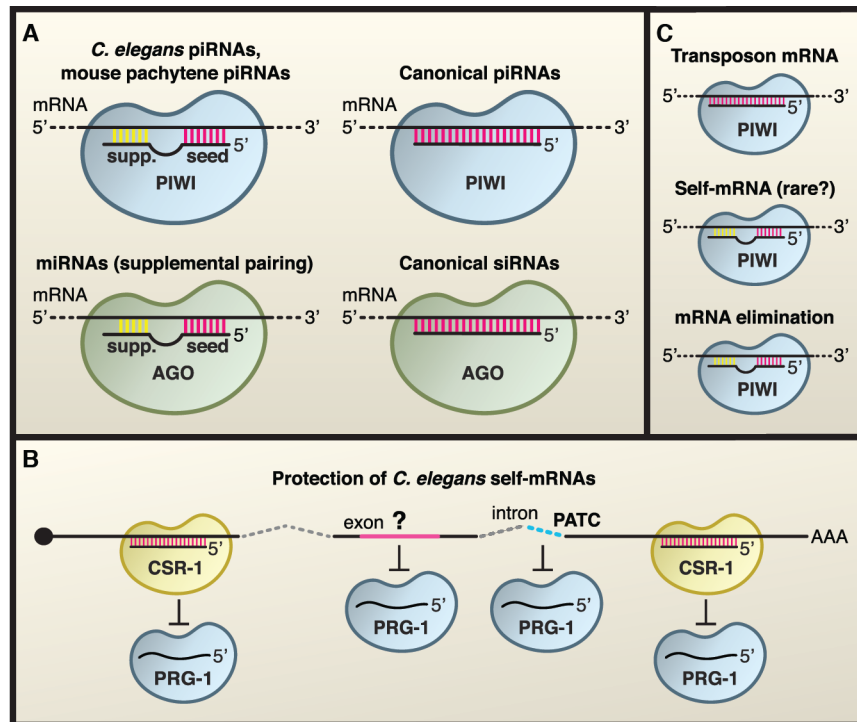 A
C. elegans piRNAs,
mouse pachytene piRNAs
mRNA
5’ 3’
supp. seed 5’
PIWI
Canonical piRNAs
mRNA
5’ 3’
5’
PIWI
miRNAs (supplemental pairing)
mRNA
5’ 3’
supp. seed 5’
AGO
Canonical siRNAs
mRNA
5’ 3’
5’
AGO
C
Transposon mRNA
5’ 3’
5’
PIWI
Self-mRNA (rare?)
5’ 3’
5’
PIWI
mRNA elimination
5’ 3’
5’
PIWI
B
Protection of C. elegans self-mRNAs
5’
CSR-1
5’
PRG-1
exon ?
5’
PRG-1
intron PATC
5’
PRG-1
5’
CSR-1
5’
PRG-1
AAA